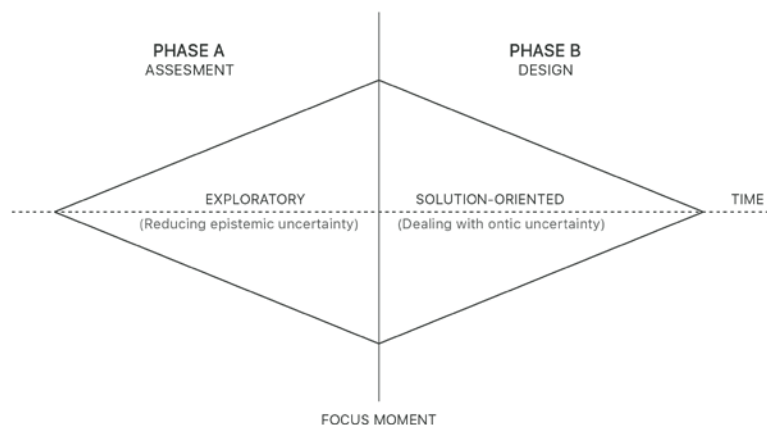 PHASE A
ASSESMENT
PHASE B
DESIGN
EXPLORATORY
(Reducing epistemic uncertainty)
SOLUTION-ORIENTED
(Dealing with ontic uncertainty)
TIME
FOCUS MOMENT